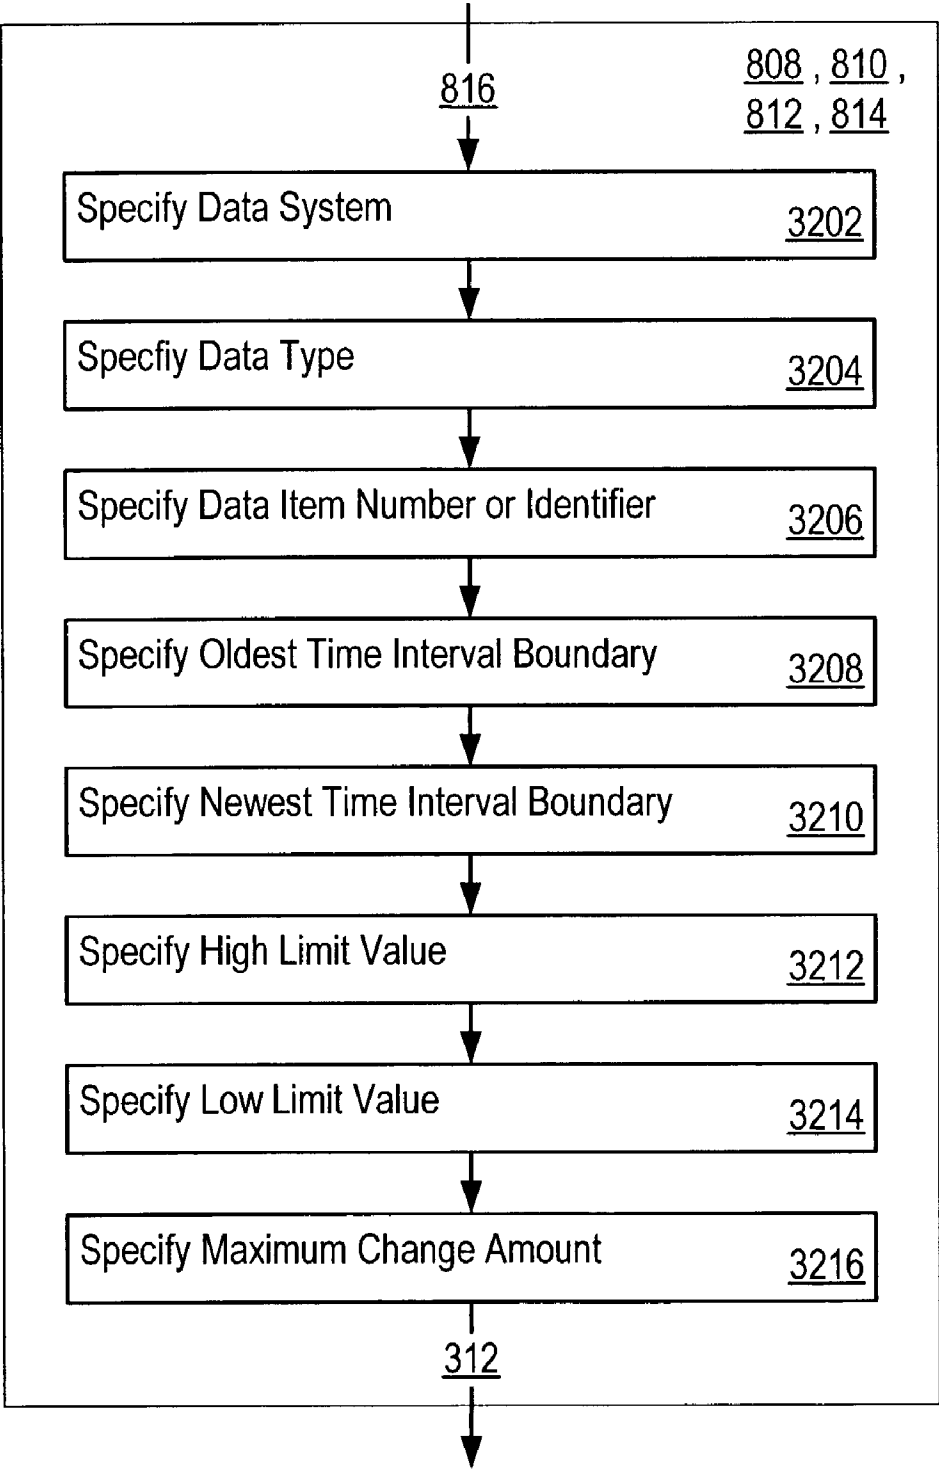 816
808 , 810 ,
812 , 814
Specify Data System
3202
Specfiy Data Type
3204
Specify Data Item Number or Identifier
3206
Specify Oldest Time Interval Boundary
3208
Specify Newest Time Interval Boundary
3210
Specify High Limit Value
3212
Specify Low Limit Value
3214
Specify Maximum Change Amount
3216
312